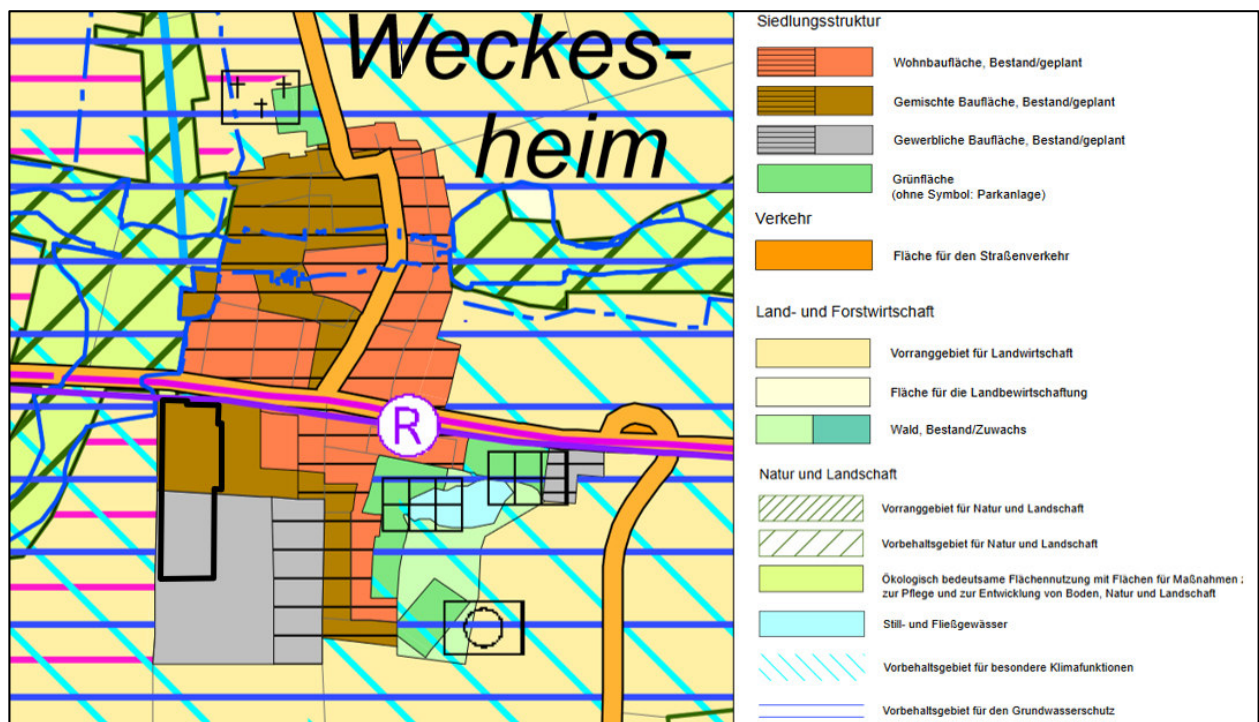 Weckes-
heim
R
Siedlungsstruktur
Wohnbaufläche, Bestand/geplant
Gemischte Baufläche, Bestand/geplant
Gewerbliche Baufläche, Bestand/geplant
Grünfläche
(ohne Symbol: Parkanlage)
Verkehr
Fläche für den Straßenverkehr
Land- und Forstwirtschaft
Vorranggebiet für Landwirtschaft
Fläche für die Landbewirtschaftung
Wald, Bestand/Zuwachs
Natur und Landschaft
Vorranggebiet für Natur und Landschaft
Vorbehaltsgebiet für Natur und Landschaft
Ökologisch bedeutsame Flächennutzung mit Flächen für Maßnahmen z
zur Pflege und zur Entwicklung von Boden, Natur und Landschaft
Still- und Fließgewässer
Vorbehaltsgebiet für besondere Klimafunktionen
Vorbehaltsgebiet für den Grundwasserschutz